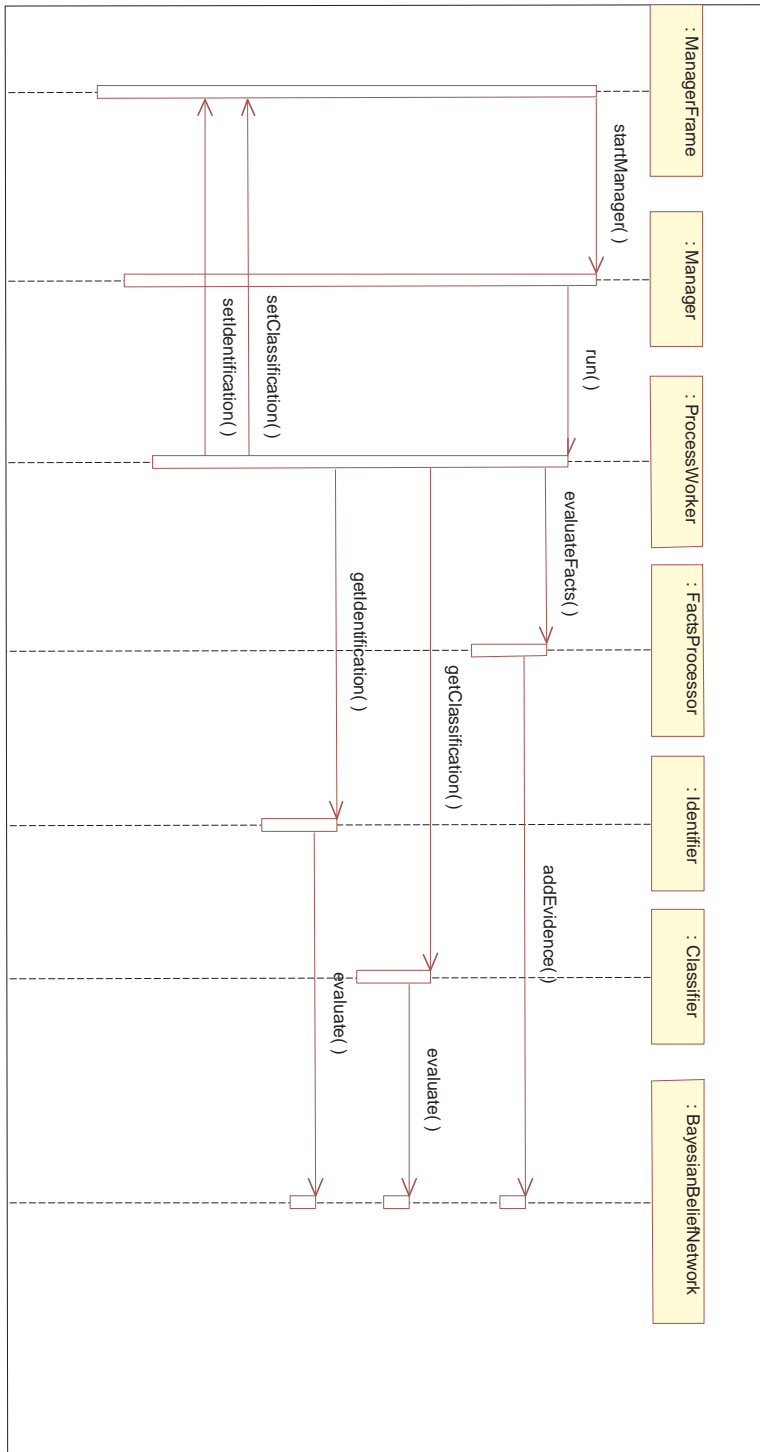 : ManagerFrame
: Manager
: ProcessWorker
: FactsProcessor
: Identifier
: Classifier
: BayesianBeliefNetwork
startManager( )
run( )
evaluateFacts( )
addEvidence( )
getClassification( )
evaluate( )
getIdentification( )
evaluate( )
setClassification( )
setIdentification( )